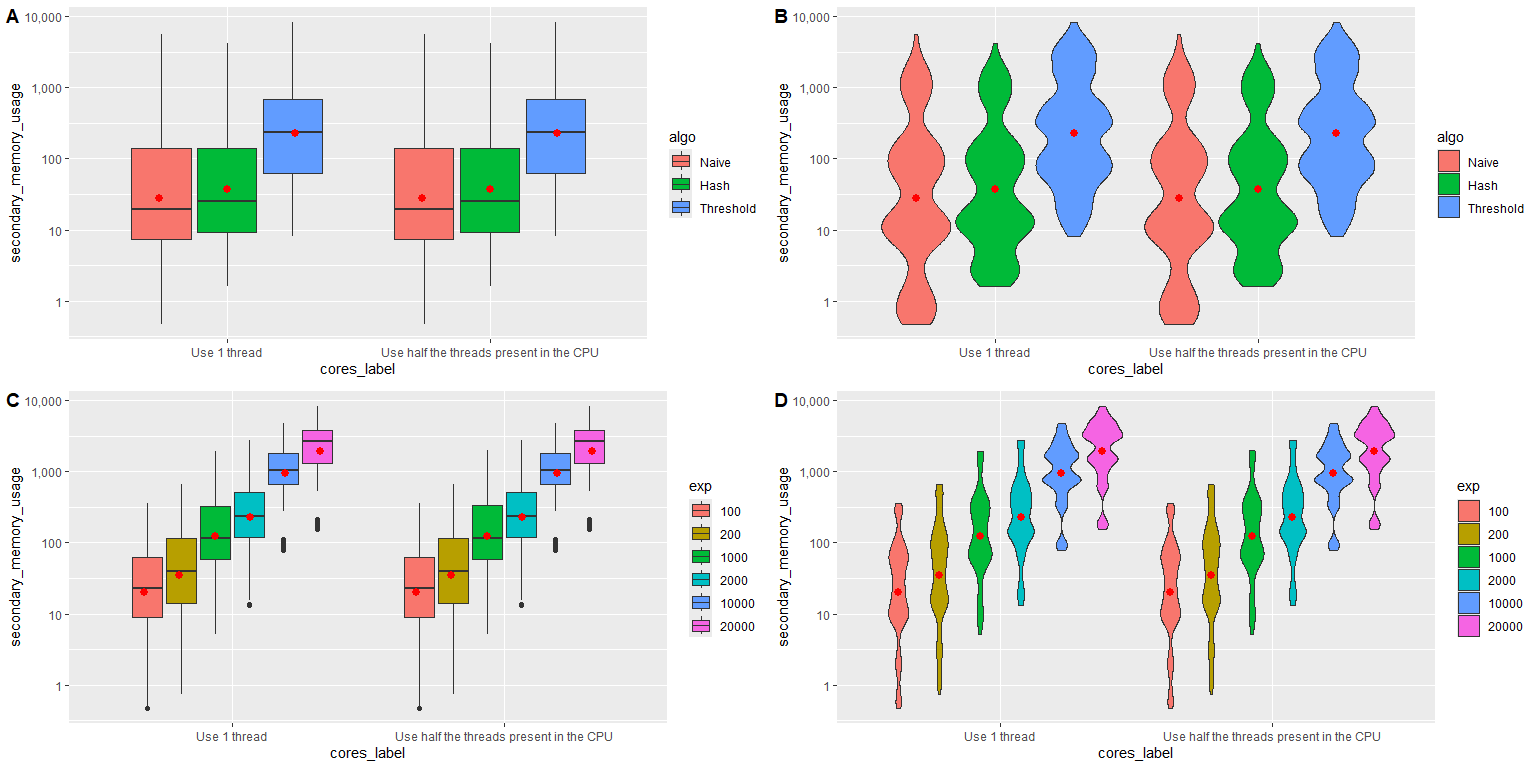 A
10,000
1,000
100
10
1
secondary_memory_usage
Use 1 thread
Use half the threads present in the CPU
cores_label
algo
Naive
Hash
Threshold
B
10,000
1,000
100
10
1
secondary_memory_usage
Use 1 thread
Use half the threads present in the CPU
cores_label
algo
Naive
Hash
Threshold
C
10,000
1,000
100
10
1
secondary_memory_usage
Use 1 thread
Use half the threads present in the CPU
cores_label
exp
100
200
1000
2000
10000
20000
D
10,000
1,000
100
10
1
secondary_memory_usage
Use 1 thread
Use half the threads present in the CPU
cores_label
exp
100
200
1000
2000
10000
20000